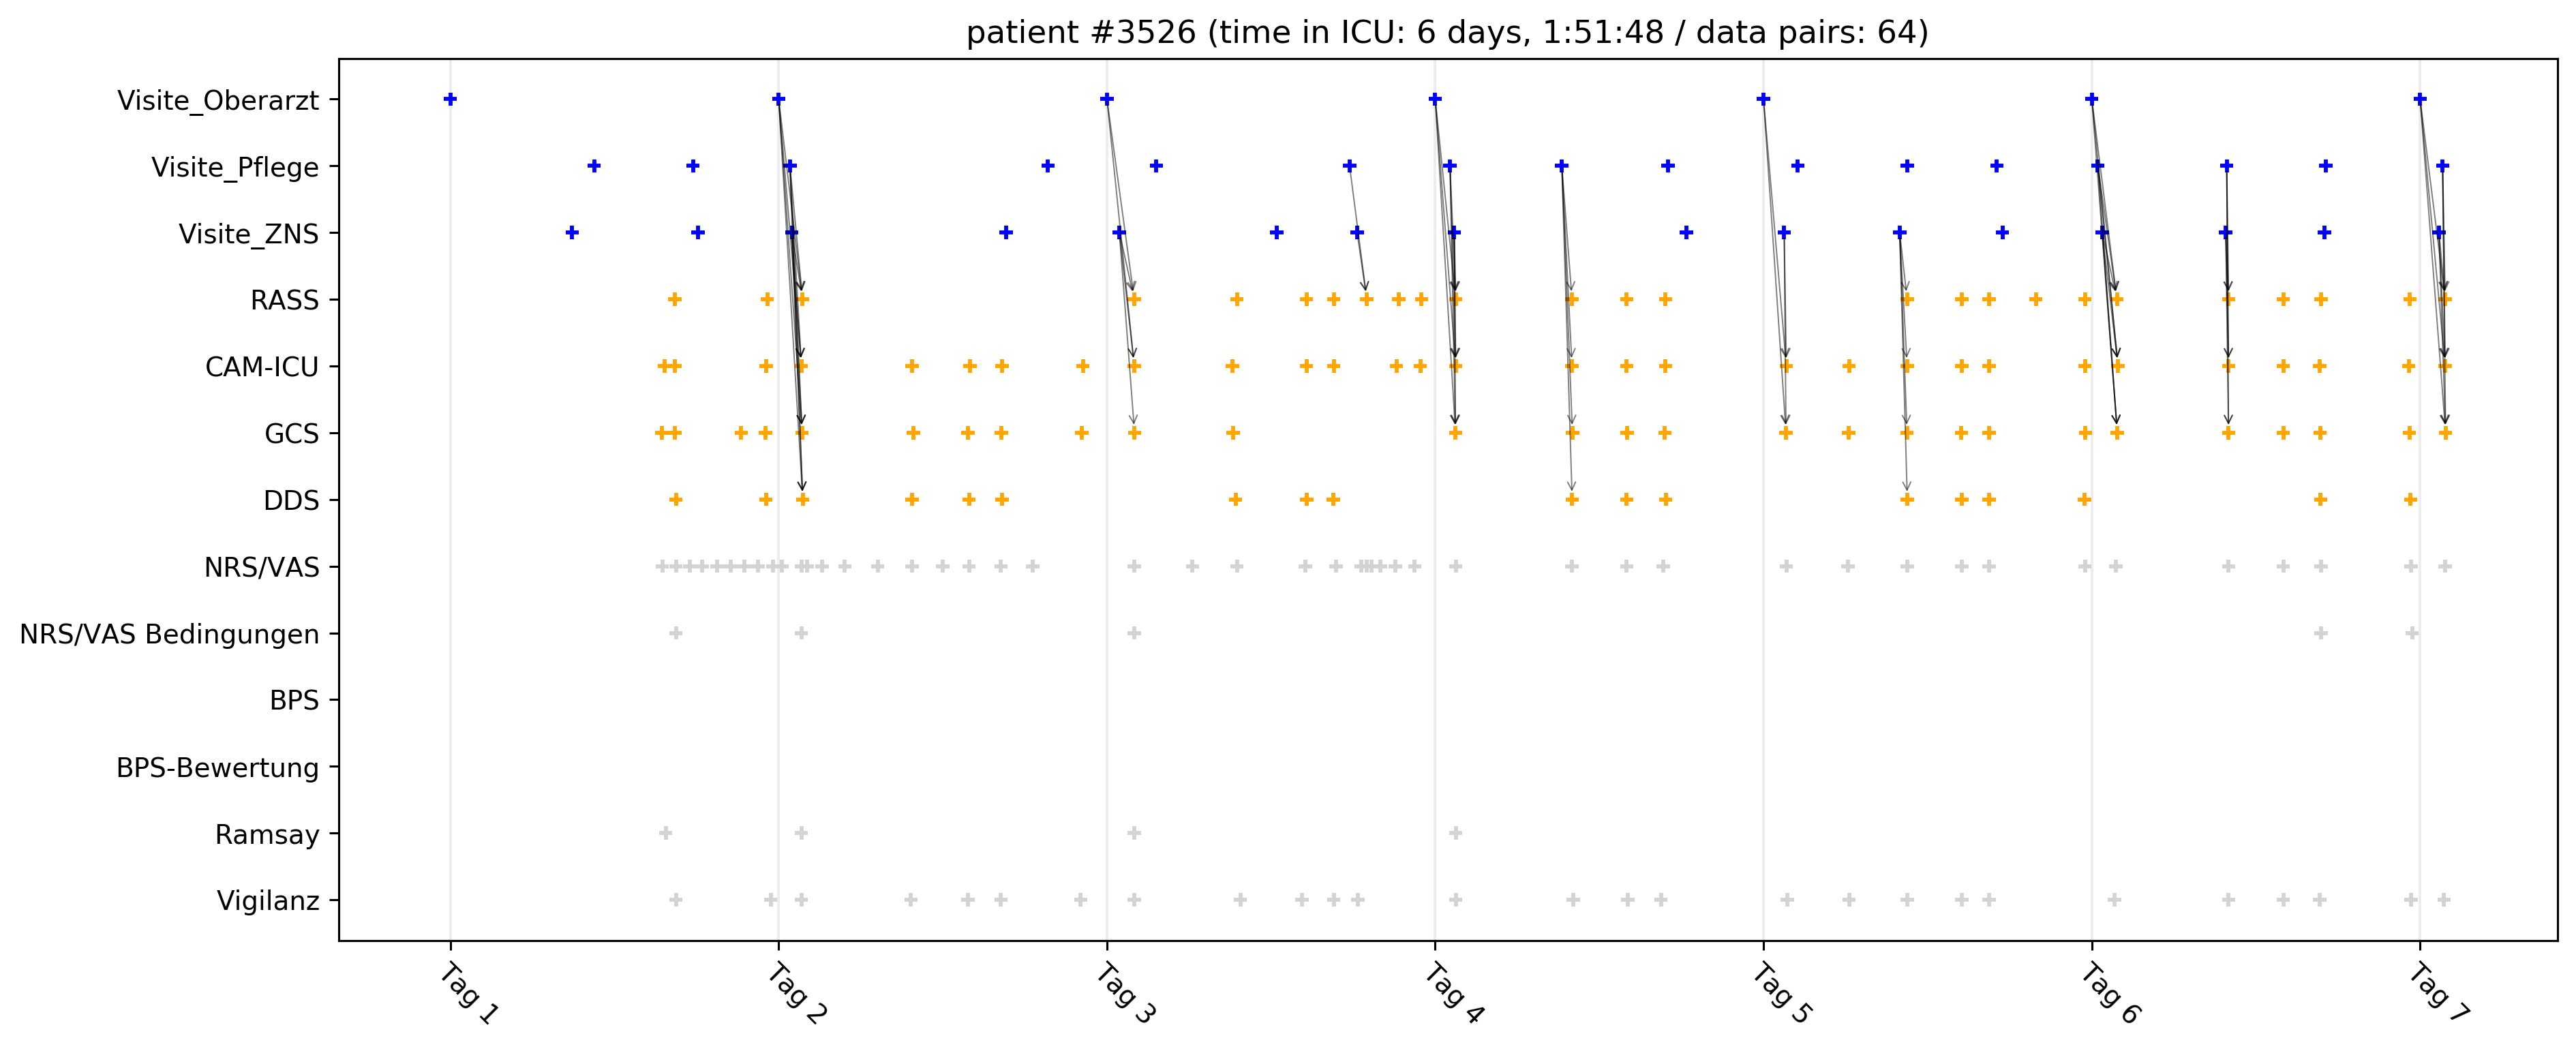 patient #3526 (time in ICU: 6 days, 1:51:48 / data pairs: 64)
Visite_Oberarzt
Visite_Pflege
Visite_ZNS
RASS
CAM-ICU
GCS
DDS
NRS/VAS
NRS/VAS Bedingungen
BPS
BPS-Bewertung
Ramsay
Vigilanz
Tag 1
Tag 2
Tag 3
Tag 4
Tag 5
Tag 6
Tag 7